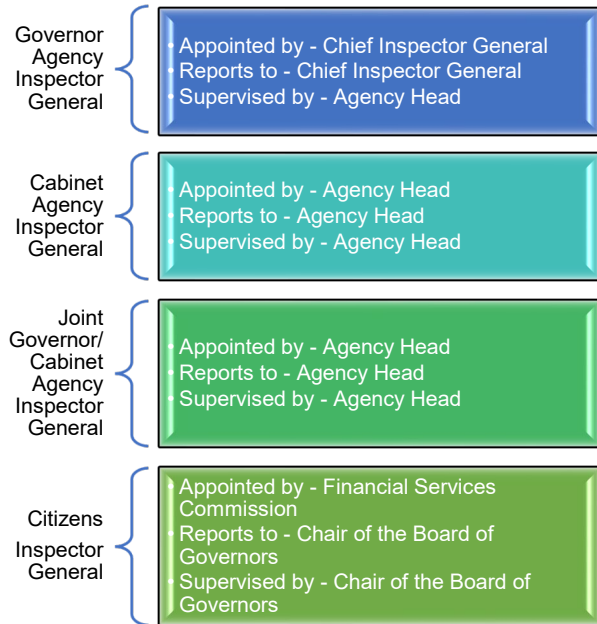 Governor
Agency
Inspector
General
• Appointed by - Chief Inspector General
• Reports to - Chief Inspector General
• Supervised by - Agency Head
Cabinet
Agency
Inspector
General
• Appointed by - Agency Head
• Reports to - Agency Head
• Supervised by - Agency Head
Joint
Governor/
Cabinet
Agency
Inspector
General
• Appointed by - Agency Head
• Reports to - Agency Head
• Supervised by - Agency Head
Citizens
Inspector
General
• Appointed by - Financial Services
Commission
• Reports to - Chair of the Board of
Governors
• Supervised by - Chair of the Board of
Governors